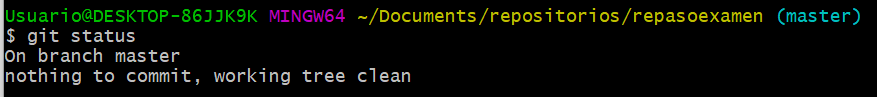 Usuario@DESKTOP-86JJK9K MINGW64 ~/Documents/repositorios/repasoexamen (master)
$ git status
On branch master
nothing to commit, working tree clean